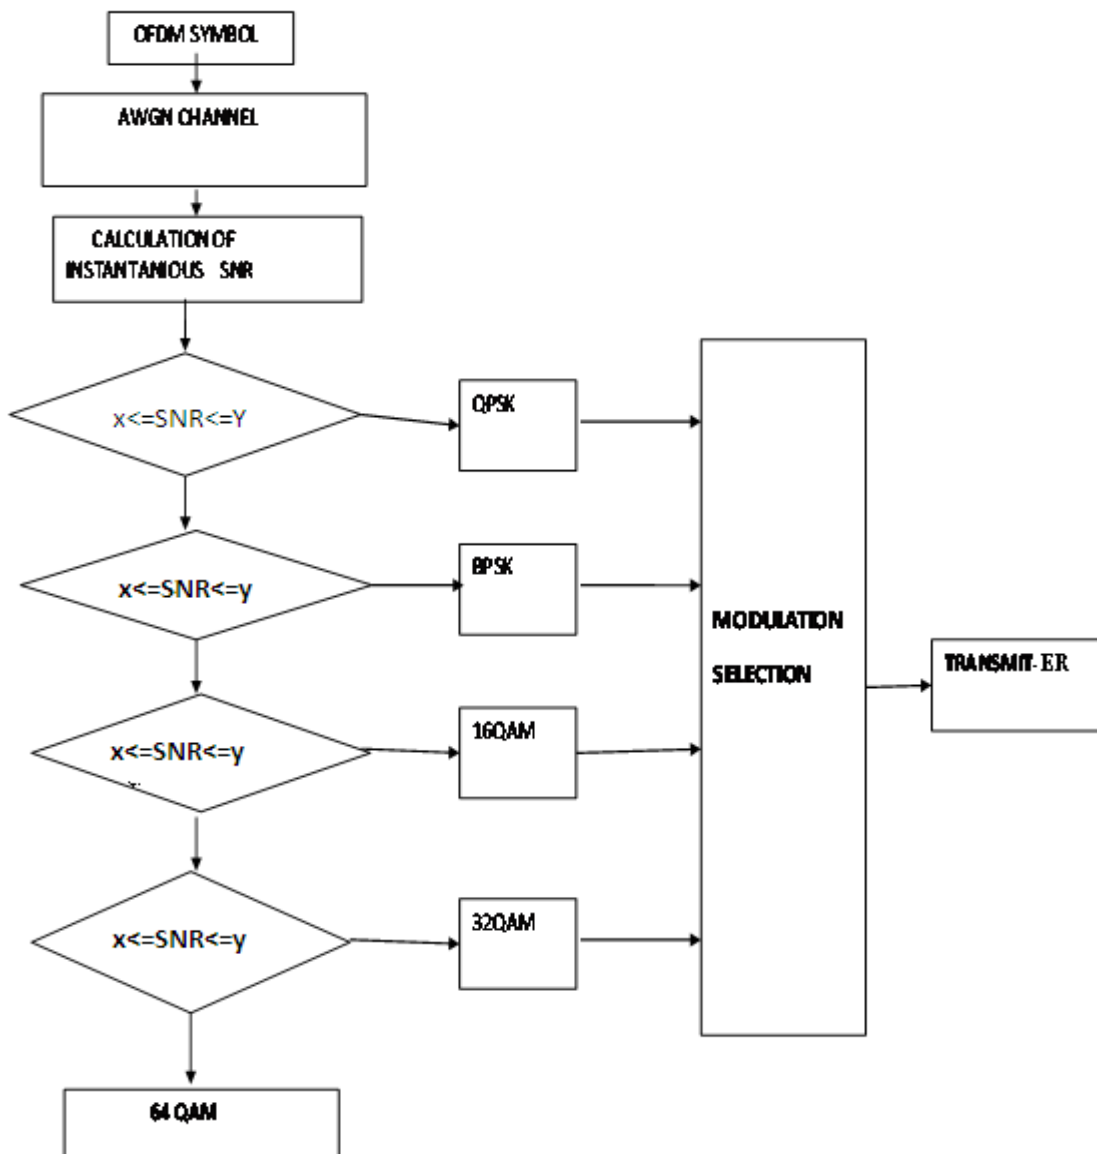 OFDM SYMBOL
AWGN CHANNEL
CALCULATION OF
INSTANTANIOUS SNR
x<=SNR<=Y
QPSK
x<=SNR<=y
BPSK
MODULATION
SELECTION
TRANSMIT-ER
x<=SNR<=y
16QAM
x<=SNR<=y
32QAM
64 QAM